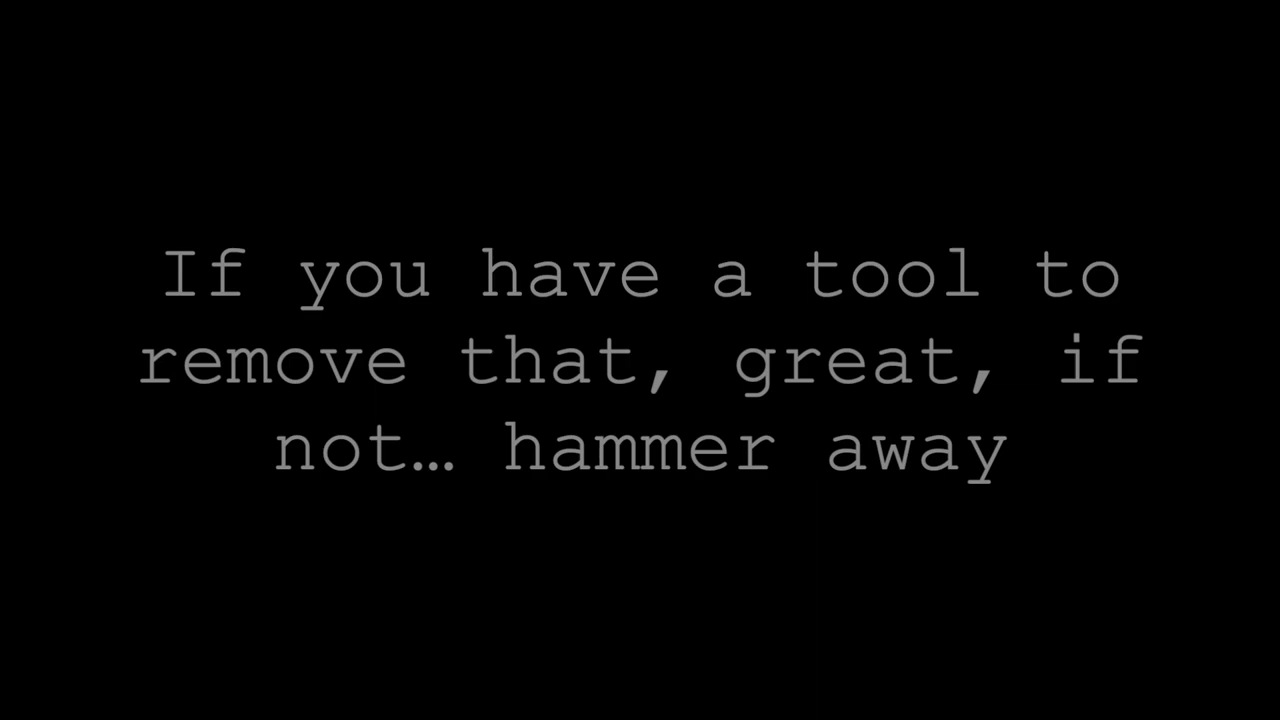 If you have a tool to
remove that, great, if
not… hammer away